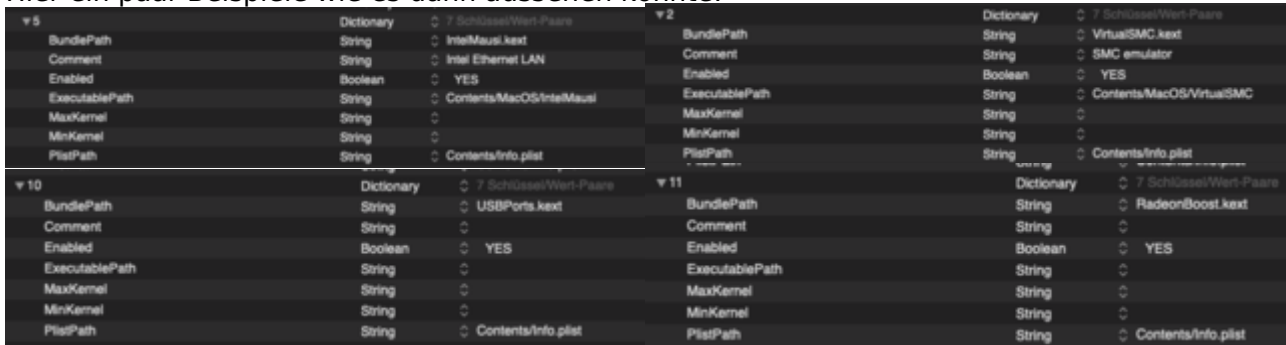 Hier ein paar Beispiele wie es dann aussehen könnte:
▼5 Dictionary 7 Schlüssel/Wert-Paare
BundlePath String IntelMausi.kext
Comment String Intel Ethernet LAN
Enabled Boolean YES
ExecutablePath String Contents/MacOS/IntelMausi
MaxKernel String
MinKernel String
PlistPath String Contents/Info.plist
▼2 Dictionary 7 Schlüssel/Wert-Paare
BundlePath String VirtualSMC.kext
Comment String SMC emulator
Enabled Boolean YES
ExecutablePath String Contents/MacOS/VirtualSMC
MaxKernel String
MinKernel String
PlistPath String Contents/Info.plist
▼10 Dictionary 7 Schlüssel/Wert-Paare
BundlePath String USBPorts.kext
Comment String
Enabled Boolean YES
ExecutablePath String
MaxKernel String
MinKernel String
PlistPath String Contents/Info.plist
▼11 Dictionary 7 Schlüssel/Wert-Paare
BundlePath String RadeonBoost.kext
Comment String
Enabled Boolean YES
ExecutablePath String
MaxKernel String
MinKernel String
PlistPath String Contents/Info.plist